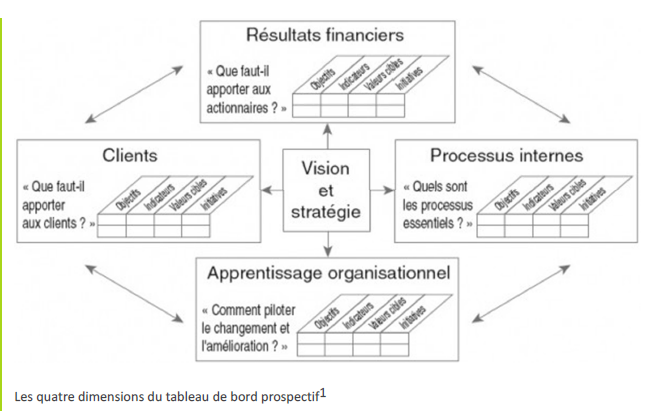 Résultats financiers
« Que faut-il
apporter aux
actionnaires ? »
Objectifs
Indicateurs
Valeurs cibles
Initiatives
Clients
« Que faut-il
apporter
aux clients ? »
Objectifs
Indicateurs
Valeurs cibles
Initiatives
Vision
et
stratégie
Processus internes
« Quels sont
les processus
essentiels ? »
Objectifs
Indicateurs
Valeurs cibles
Initiatives
Apprentissage organisationnel
« Comment piloter
le changement et
l'amélioration ? »
Objectifs
Indicateurs
Valeurs cibles
Initiatives
Les quatre dimensions du tableau de bord prospectif1